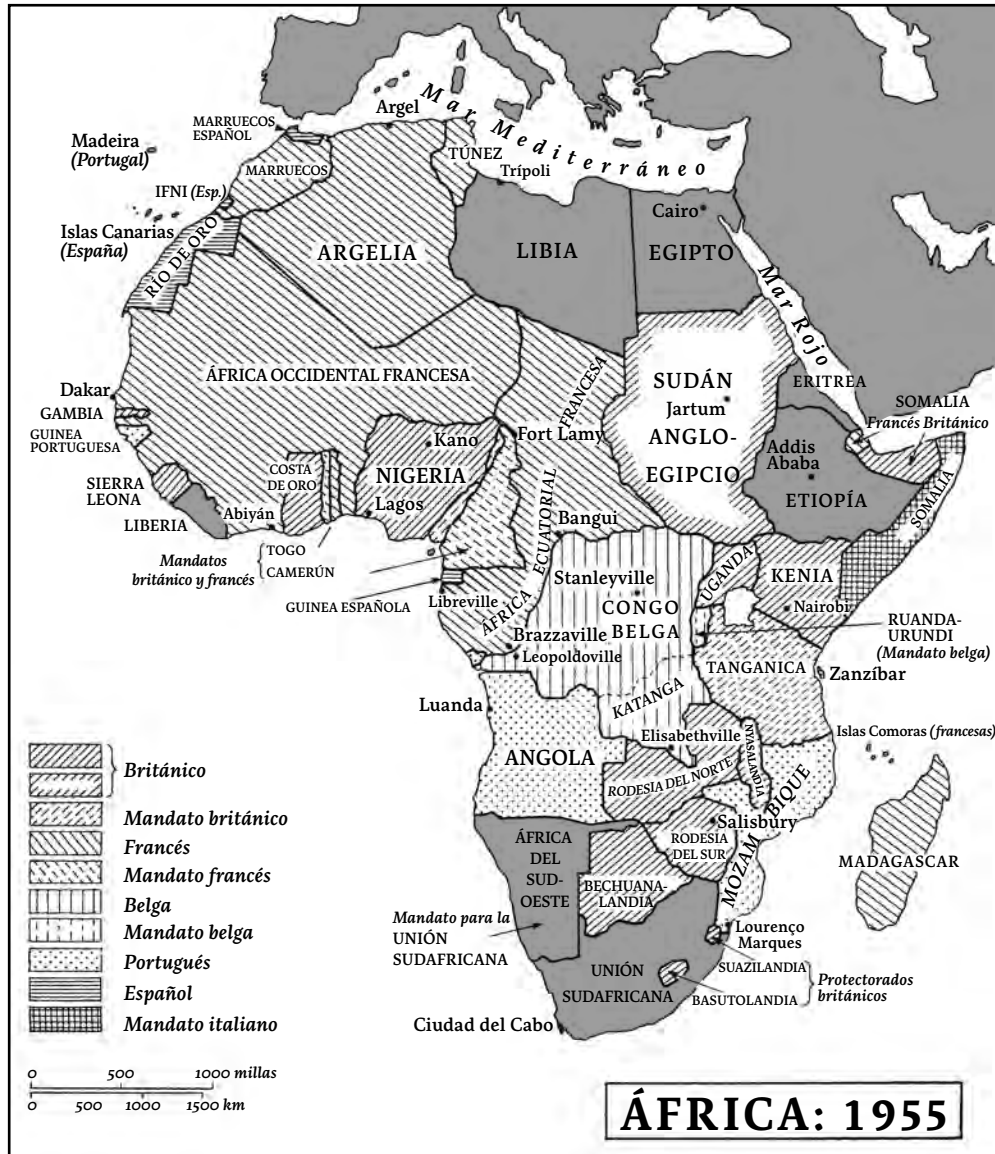 Mar Mediterráneo
Argel
MARRUECOS
ESPAÑOL
Madeira
(Portugal)
MARRUECOS
TÚNEZ
Trípoli
IFNI (Esp.)
Cairo
Islas Canarias
(España)
RÍO DE ORO
ARGELIA
LIBIA
EGIPTO
Mar Rojo
ÁFRICA OCCIDENTAL FRANCESA
ÁFRICA ECUATORIAL FRANCESA
SUDÁN
Jartum
ANGLO-
EGIPCIO
ERITREA
SOMALIA
Francés Británico
Dakar
GAMBIA
GUINEA
PORTUGUESA
Kano
Fort Lamy
Addis
Ababa
ETIOPÍA
SOMALIA
SIERRA
LEONA
COSTA
DE ORO
NIGERIA
Lagos
LIBERIA
Abiyán
Bangui
Mandatos
británico y francés
TOGO
CAMERÚN
GUINEA ESPAÑOLA
Libreville
Stanleyville
CONGO
BELGA
UGANDA
KENIA
Nairobi
Brazzaville
Leopoldoville
RUANDA-
URUNDI
(Mandato belga)
TANGANICA
Zanzíbar
Luanda
KATANGA
Elisabethville
Islas Comoras (francesas)
ANGOLA
RODESIA DEL NORTE
NYASALANDIA
MOZAMBIQUE
Salisbury
RODESIA
DEL SUR
MADAGASCAR
ÁFRICA
DEL
SUD-
OESTE
BECHUANA-
LANDIA
Mandato para la
UNIÓN
SUDAFRICANA
Lourenço
Marques
SUAZILANDIA
BASUTOLANDIA
Protectorados
británicos
UNIÓN
SUDAFRICANA
Ciudad del Cabo
Británico
Mandato británico
Francés
Mandato francés
Belga
Mandato belga
Portugués
Español
Mandato italiano
0 500 1000 millas
0 500 1000 1500 km
ÁFRICA: 1955